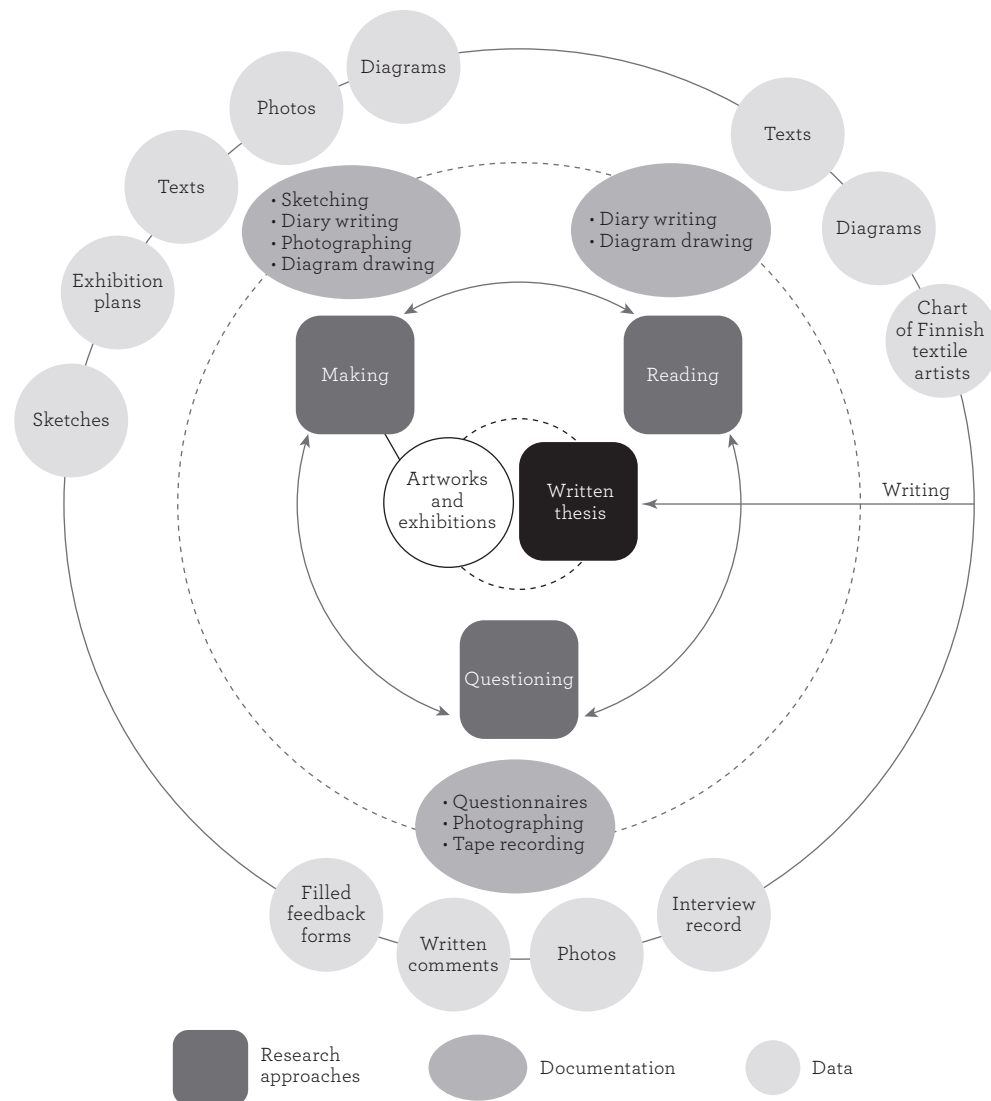 Diagrams
Photos
Texts
Texts
Diagrams
Exhibition
plans
Chart
of Finnish
textile
artists
Sketches
• Sketching
• Diary writing
• Photographing
• Diagram drawing
• Diary writing
• Diagram drawing
Making
Reading
Artworks
and
exhibitions
Written
thesis
Writing
Questioning
• Questionnaires
• Photographing
• Tape recording
Filled
feedback
forms
Written
comments
Photos
Interview
record
Research
approaches
Documentation
Data